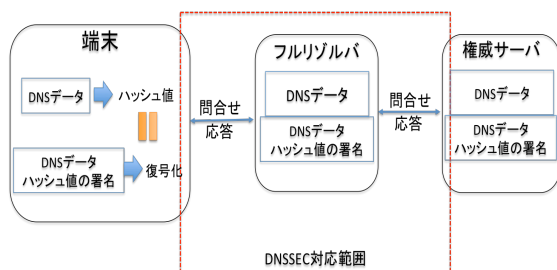 端末
DNSデータ
ハッシュ値
DNSデータ
ハッシュ値の署名
復号化
問合せ
応答
フルリゾルバ
DNSデータ
DNSデータ
ハッシュ値の署名
問合せ
応答
権威サーバ
DNSデータ
DNSデータ
ハッシュ値の署名
DNSSEC対応範囲